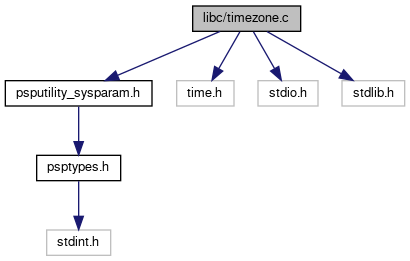 libc/timezone.c
psputility_sysparam.h
time.h
stdio.h
stdlib.h
psptypes.h
stdint.h